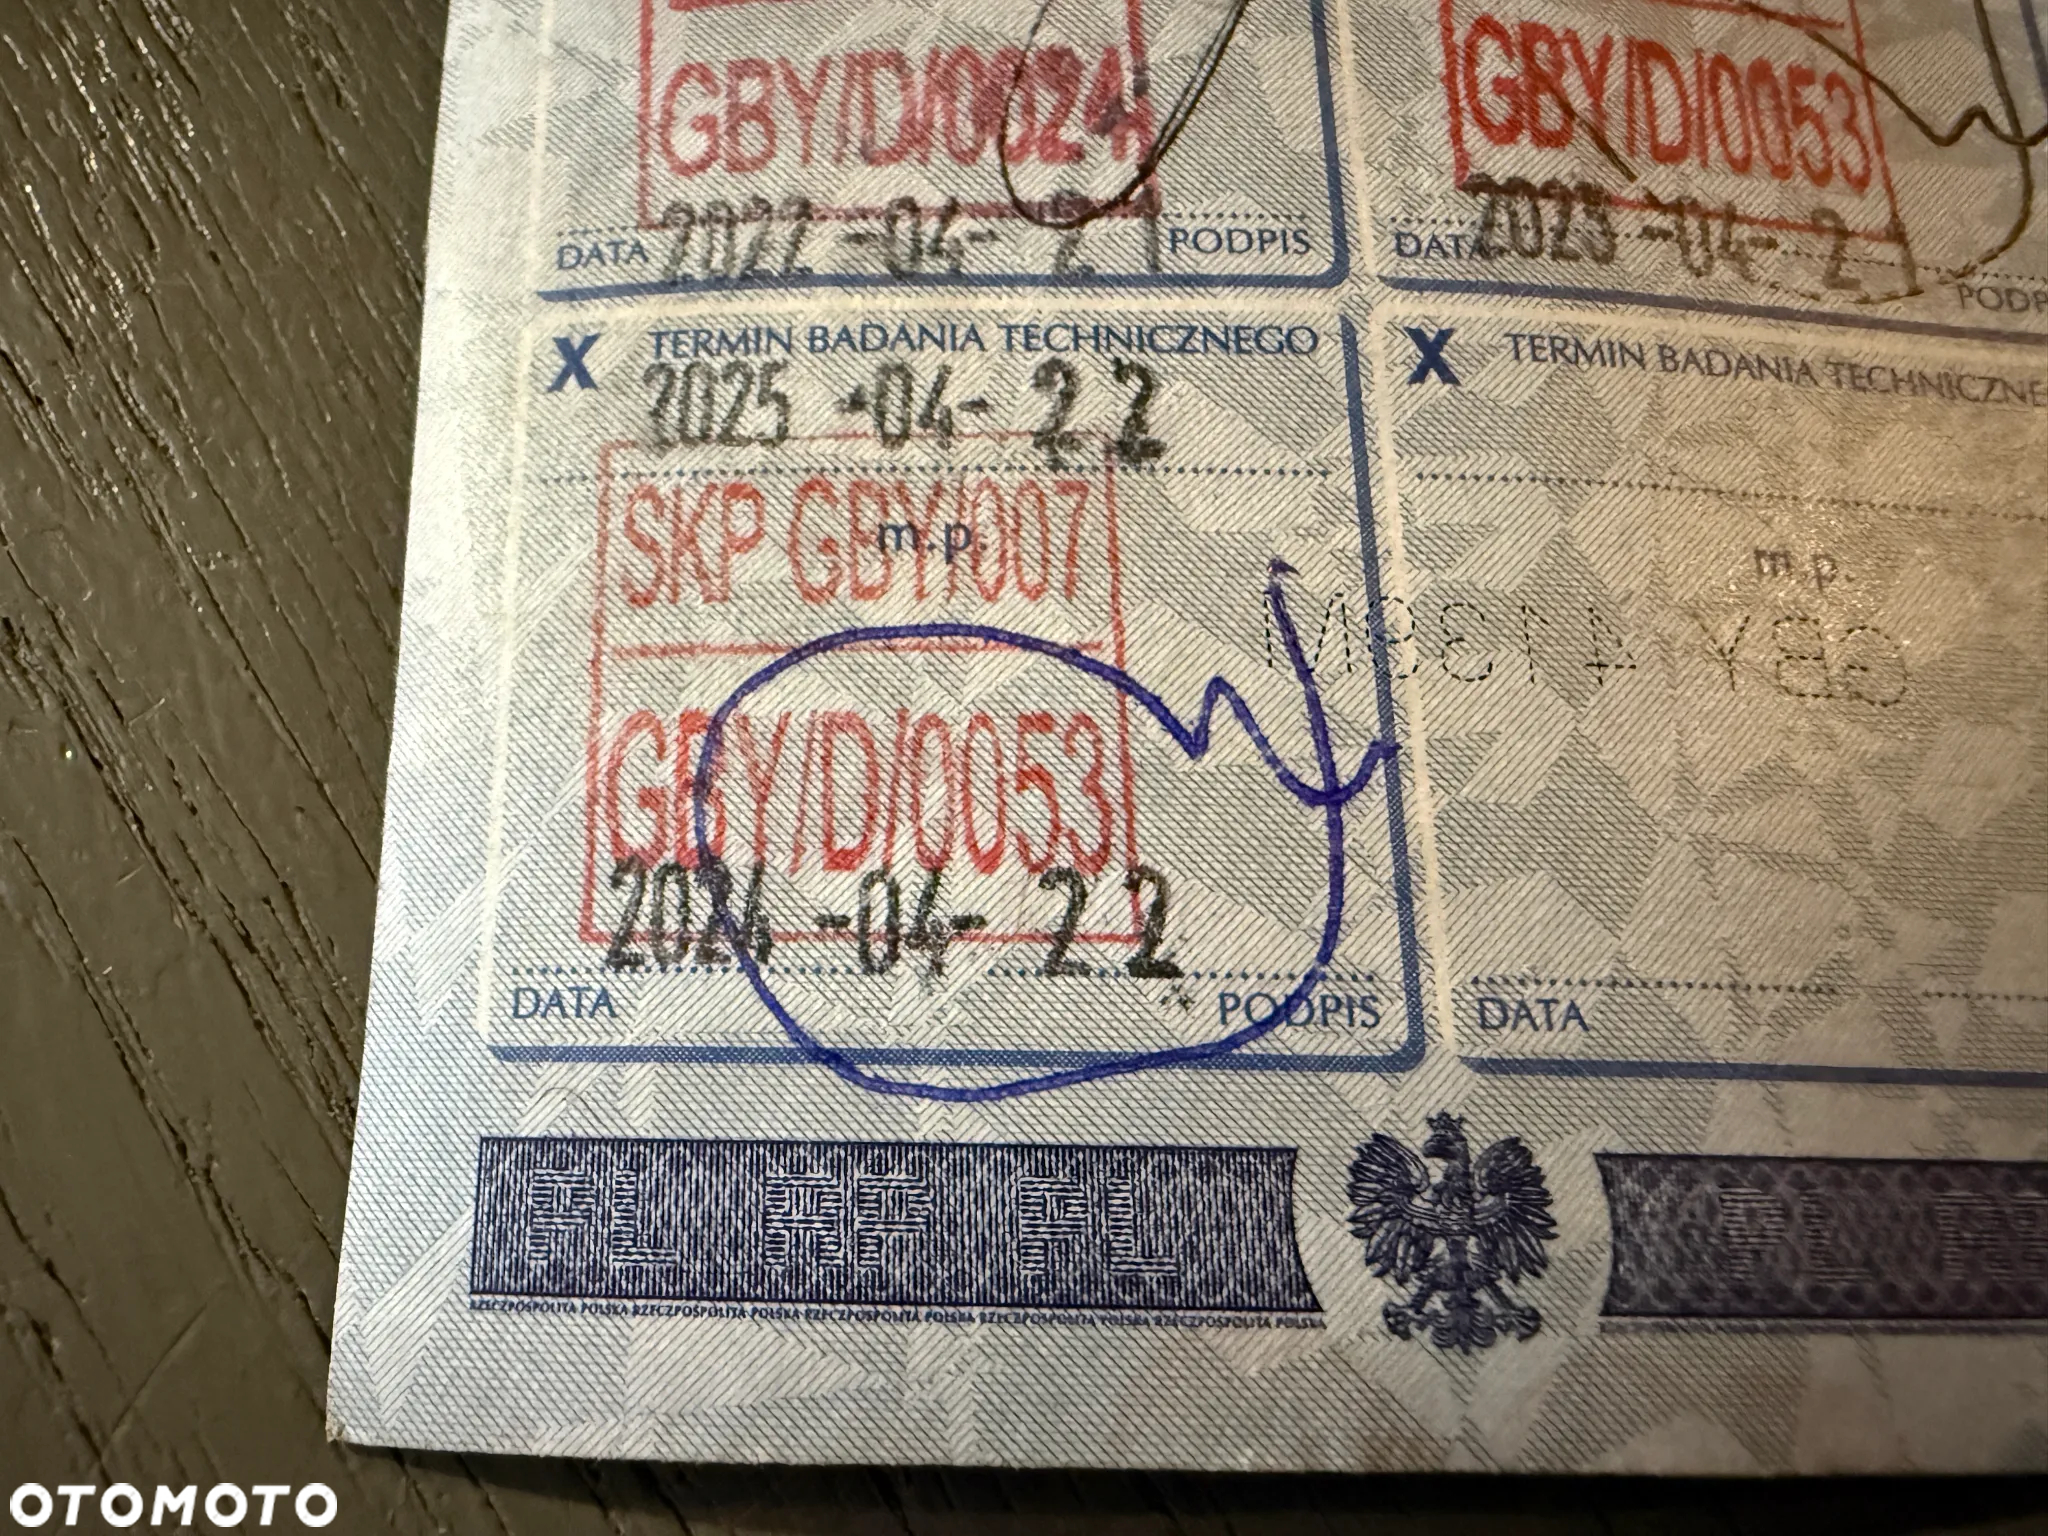 GBY/D/0024
DATA 2022-04-21 PODPIS
GBY/D/0053
DATA 2023-04-21
X TERMIN BADANIA TECHNICZNEGO
2025-04-22
SKP GBY/007
m.p.
GBY/D/0053
2024-04-22
DATA PODPIS
X TERMIN BADANIA TECHNICZNE
m.p.
DATA
PL RP PL
RZECZPOSPOLITA POLSKA RZECZPOSPOLITA POLSKA RZECZPOSPOLITA POLSKA RZECZPOSPOLITA POLSKA RZECZPOSPOLITA POLSKA
OTOMOTO